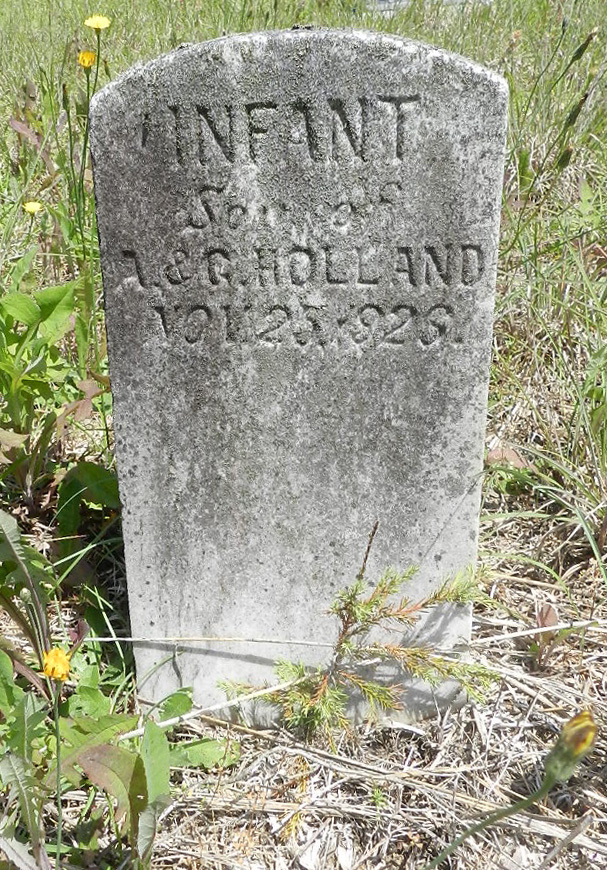 INFANT
Son of
A. & G. HOLLAND
NOV. 25, 1926.